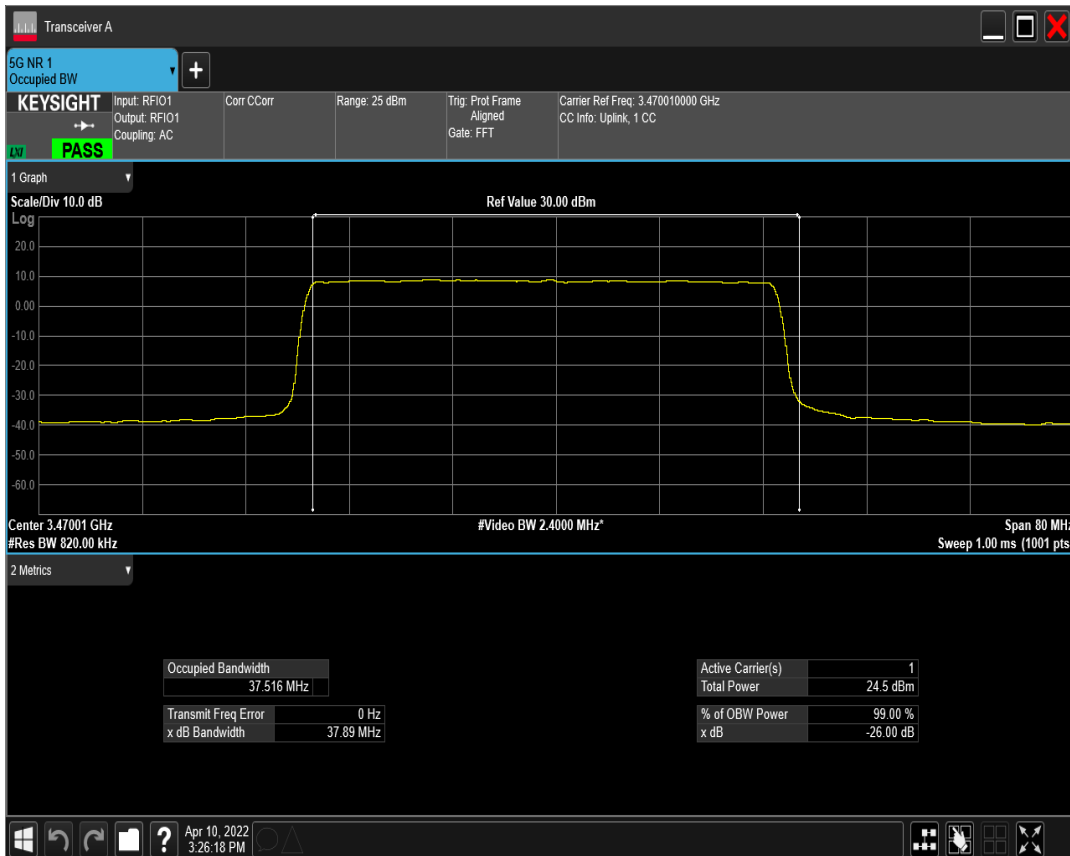 Transceiver A
5G NR 1
Occupied BW
+
KEYSIGHT
LXI
PASS
Input: RFIO1
Output: RFIO1
Coupling: AC
Corr CCorr
Range: 25 dBm
Trig: Prot Frame
Aligned
Gate: FFT
Carrier Ref Freq: 3.470010000 GHz
CC Info: Uplink, 1 CC
1 Graph
Scale/Div 10.0 dB
Ref Value 30.00 dBm
Log
20.0
10.0
0.00
-10.0
-20.0
-30.0
-40.0
-50.0
-60.0
Center 3.47001 GHz
#Video BW 2.4000 MHz*
Span 80 MHz
#Res BW 820.00 kHz
Sweep 1.00 ms (1001 pts
2 Metrics
Occupied Bandwidth
37.516 MHz
Transmit Freq Error 0 Hz
x dB Bandwidth 37.89 MHz
Active Carrier(s) 1
Total Power 24.5 dBm
% of OBW Power 99.00 %
x dB -26.00 dB
?
Apr 10, 2022
3:26:18 PM